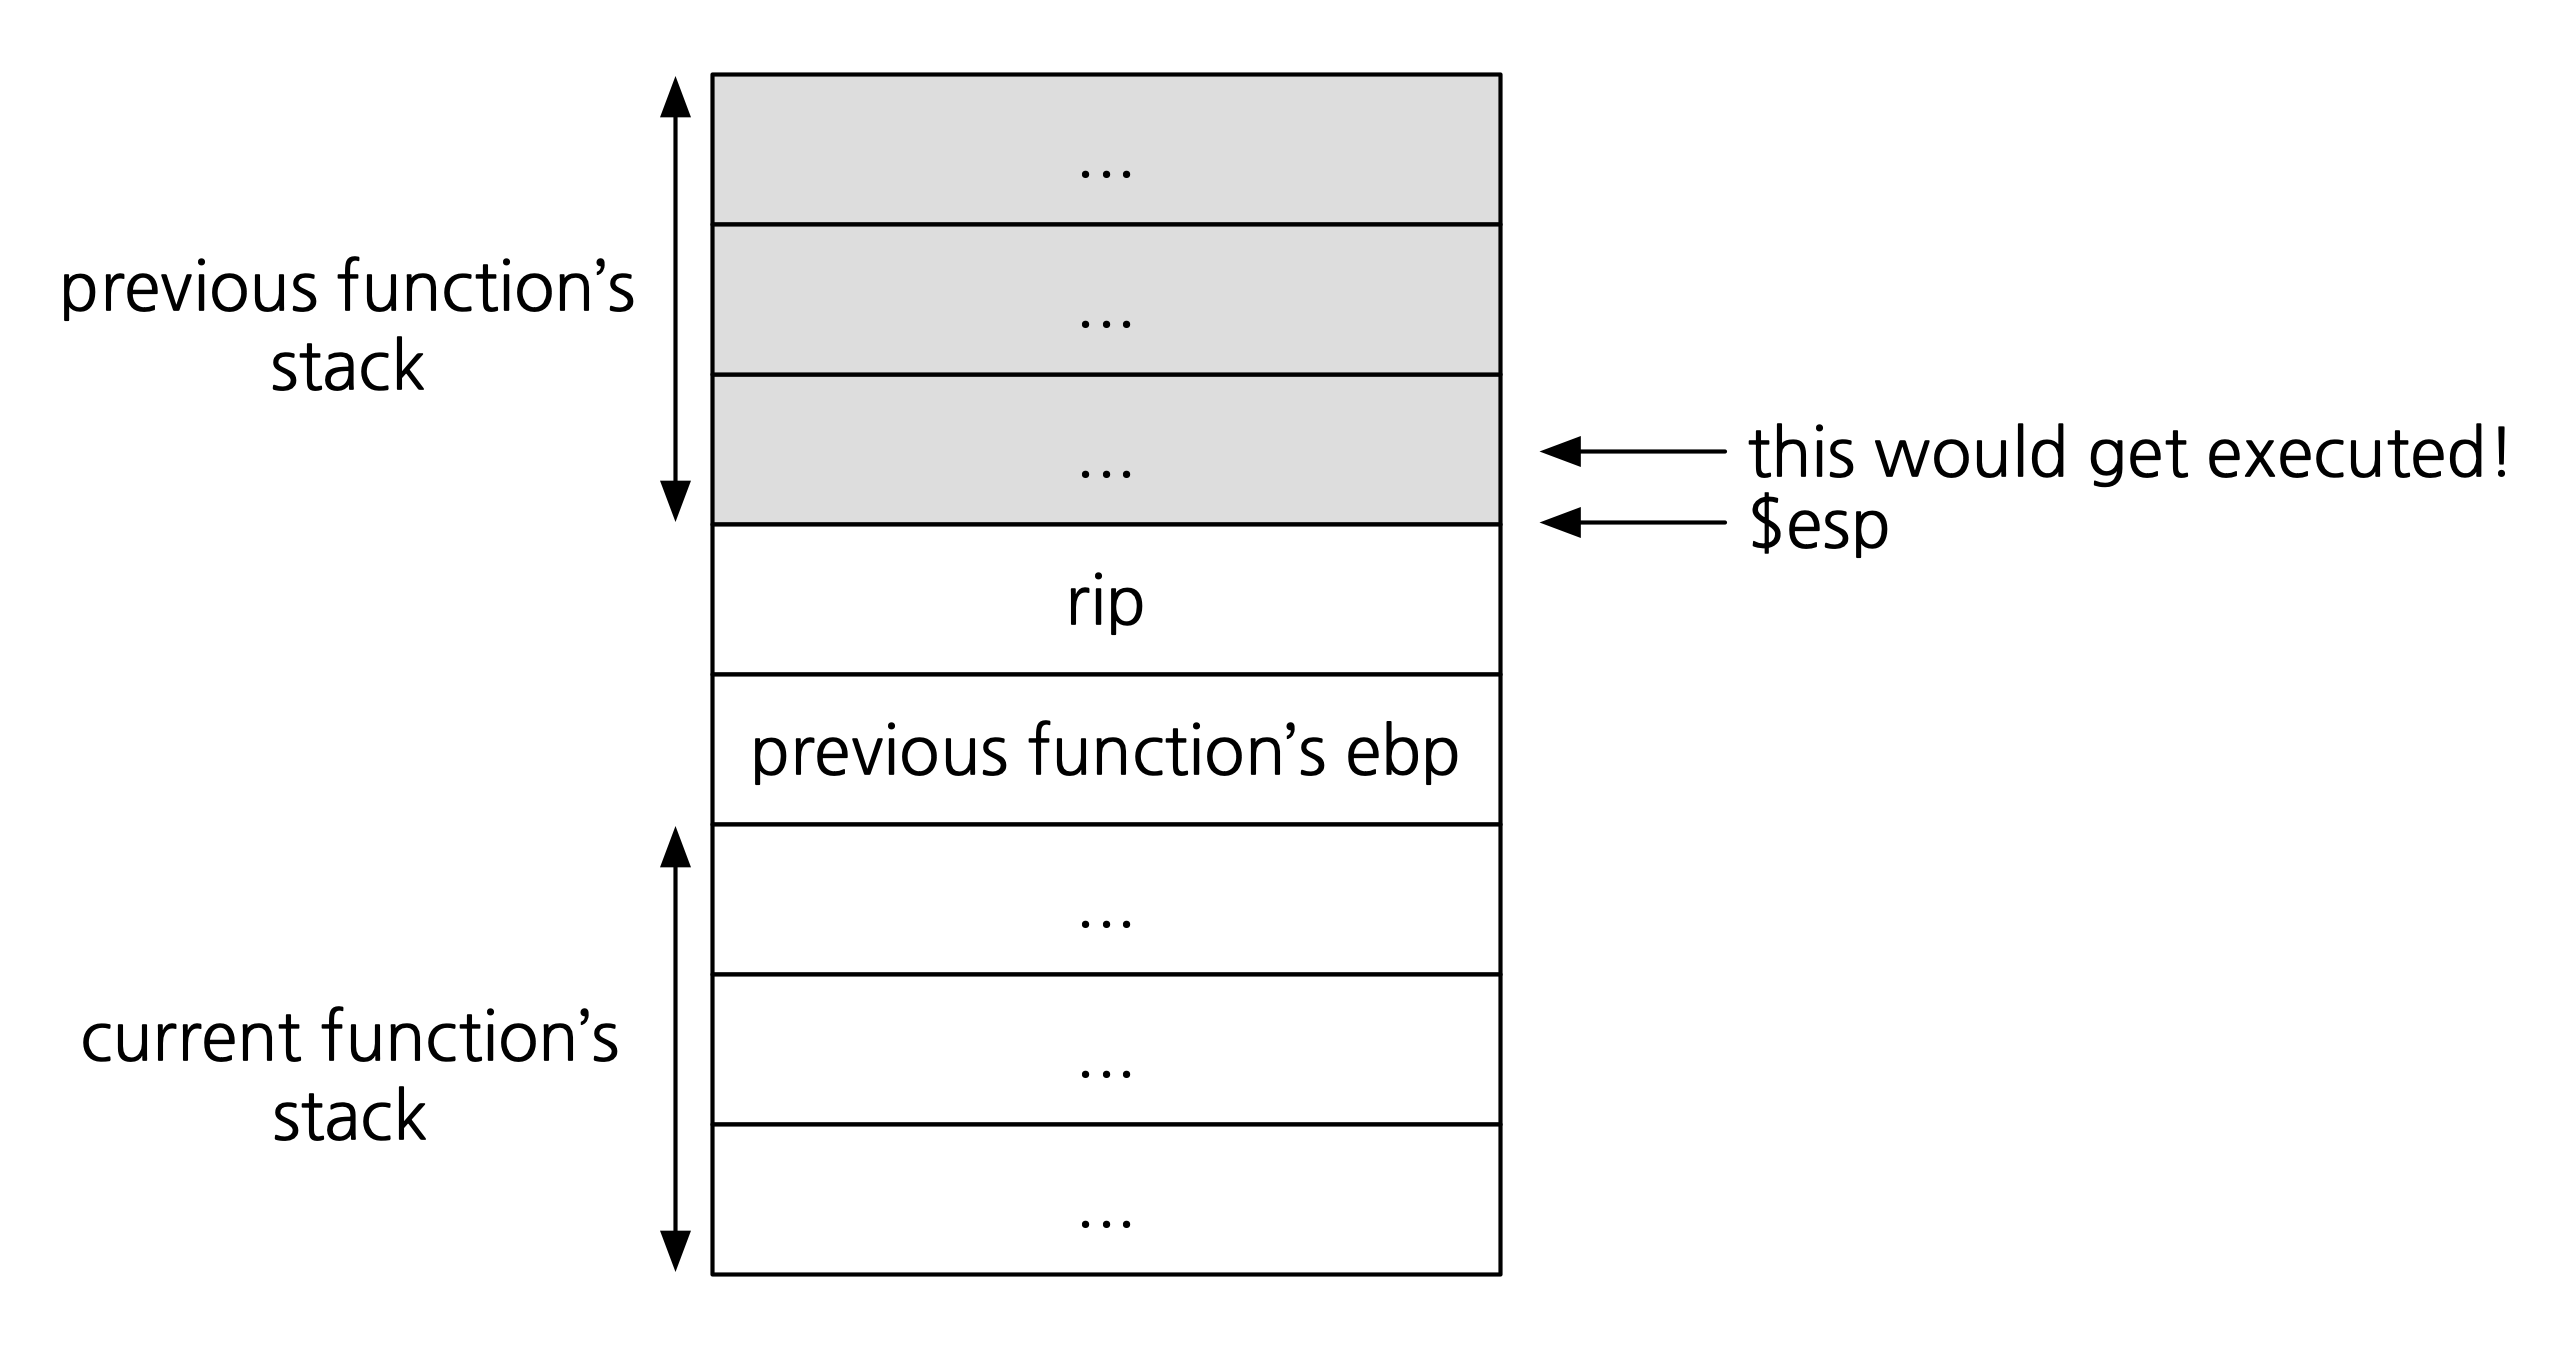 ...
...
previous function’s
stack
...
this would get executed!
$esp
rip
previous function’s ebp
...
current function’s
stack
...
...